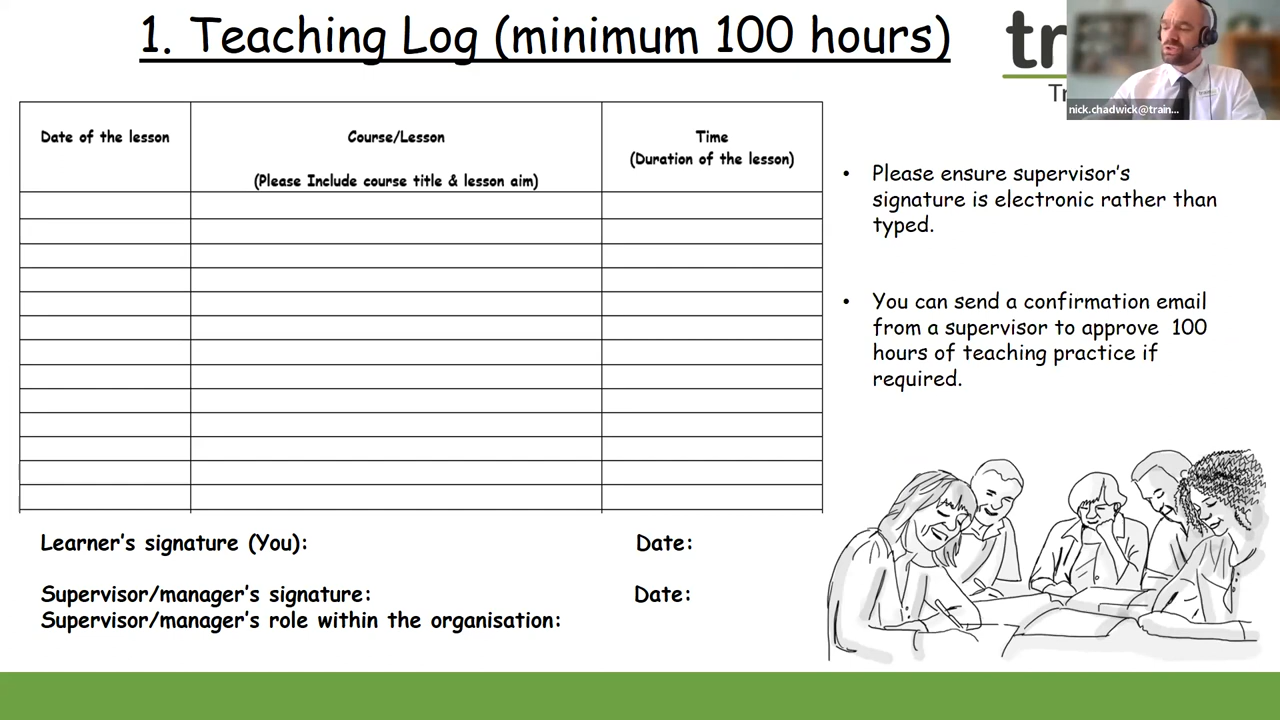 1. Teaching Log (minimum 100 hours)
nick.chadwick@train...
Date of the lesson
Course/Lesson
(Please Include course title & lesson aim)
Time
(Duration of the lesson)
Please ensure supervisor's
signature is electronic rather than
typed.
You can send a confirmation email
from a supervisor to approve 100
hours of teaching practice if
required.
Learner's signature (You):
Date:
Supervisor/manager's signature:
Date:
Supervisor/manager's role within the organisation: